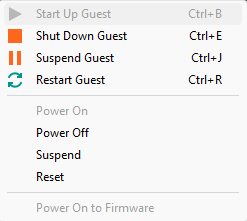 Start Up Guest Ctrl+B
Shut Down Guest Ctrl+E
Suspend Guest Ctrl+J
Restart Guest Ctrl+R
Power On
Power Off
Suspend
Reset
Power On to Firmware